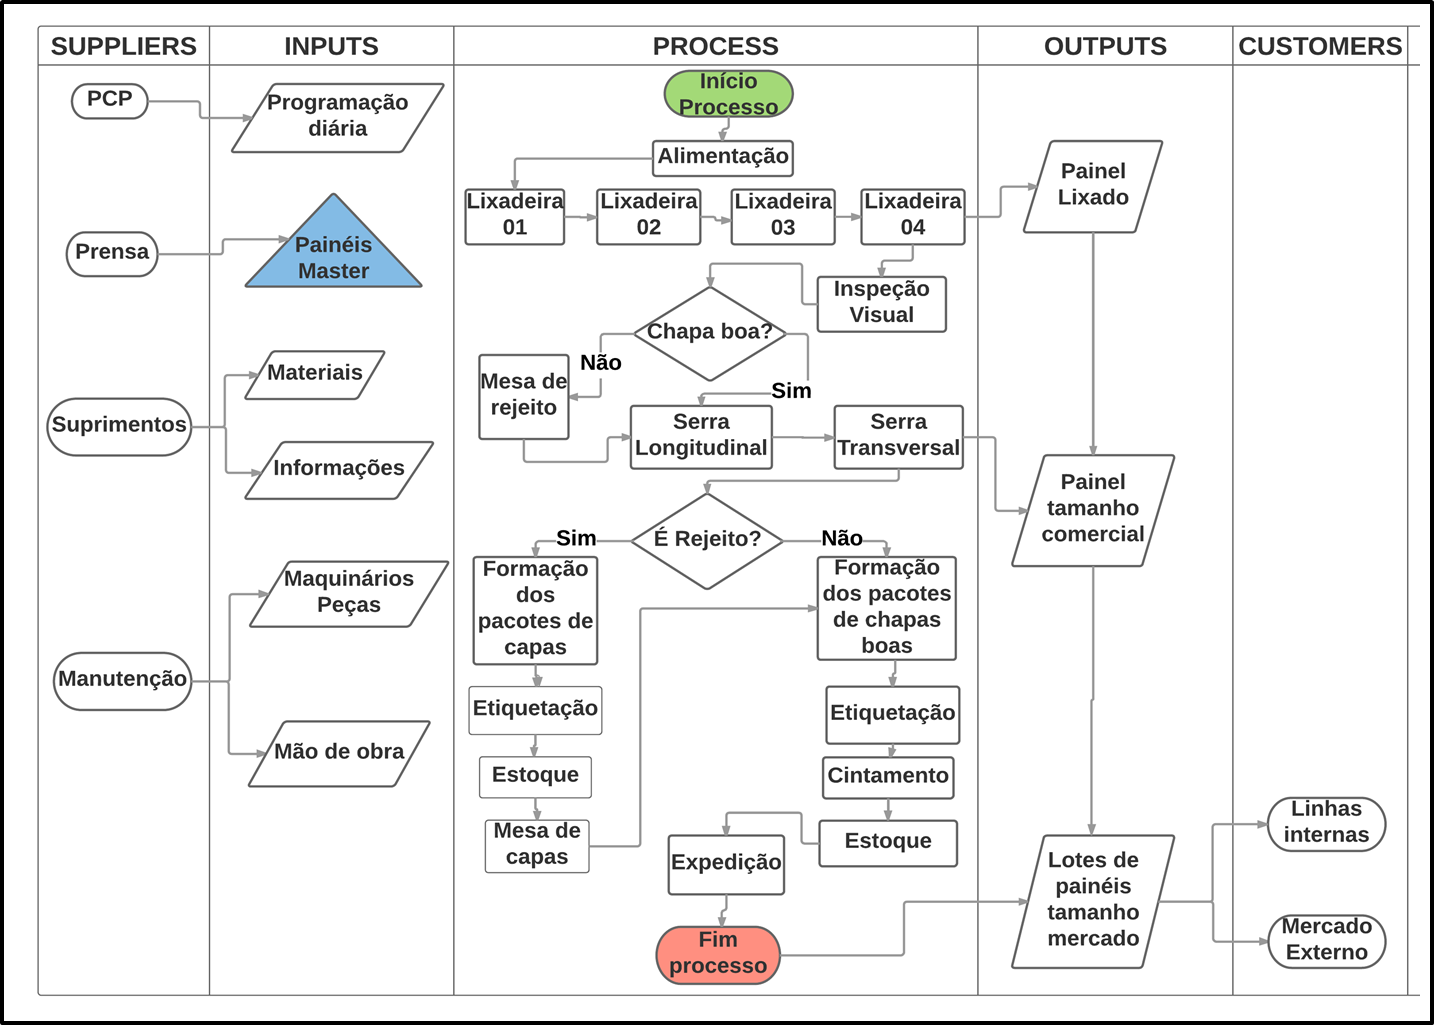 SUPPLIERS
INPUTS
PROCESS
OUTPUTS
CUSTOMERS
PCP
Prensa
Suprimentos
Manutenção
Programação
diária
Painéis
Master
Materiais
Informações
Maquinários
Peças
Mão de obra
Início
Processo
Alimentação
Lixadeira
01
Lixadeira
02
Lixadeira
03
Lixadeira
04
Inspeção
Visual
Chapa boa?
Não
Sim
Mesa de
rejeito
Serra
Longitudinal
Serra
Transversal
É Rejeito?
Sim
Não
Formação
dos
pacotes de
capas
Etiquetação
Estoque
Mesa de
capas
Formação
dos pacotes
de chapas
boas
Etiquetação
Cintamento
Estoque
Expedição
Fim
processo
Painel
Lixado
Painel
tamanho
comercial
Lotes de
painéis
tamanho
mercado
Linhas
internas
Mercado
Externo